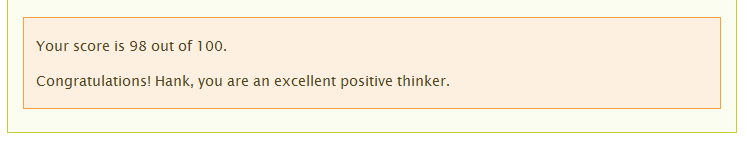 Your score is 98 out of 100.
Congratulations! Hank, you are an excellent positive thinker.